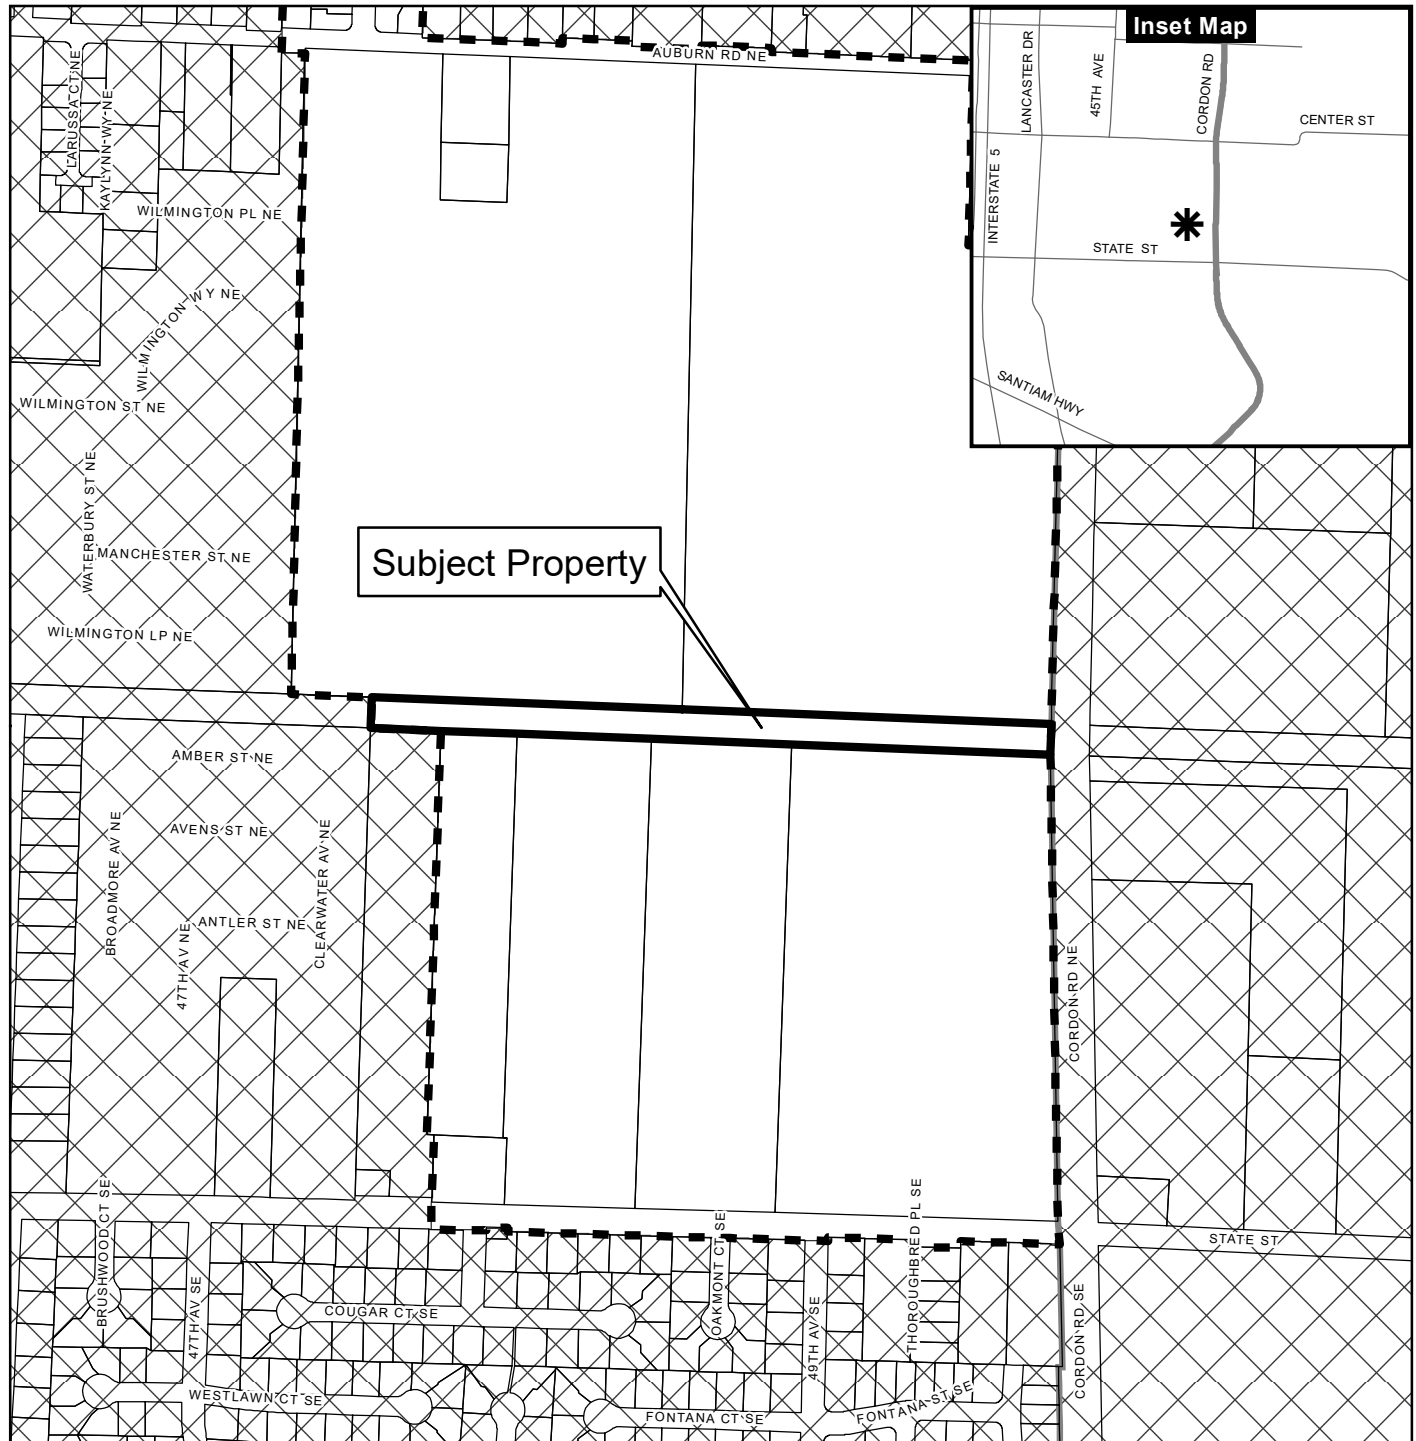 AUBURN RD NE
Inset Map
LANCASTER DR
45TH AVE
CORDON RD
CENTER ST
INTERSTATE 5
STATE ST
SANTIAM HWY
LARUSSA CT NE
KAYLYNN WY NE
WILMINGTON PL NE
WILMINGTON WY NE
WILMINGTON ST NE
WATERBURY ST NE
MANCHESTER ST NE
WILMINGTON LP NE
Subject Property
AMBER ST NE
AVENS ST NE
BROADMORE AV NE
CLEARWATER AV NE
ANTLER ST NE
47TH AV NE
CORDON RD NE
BRUSHWOOD CT SE
47TH AV SE
COUGAR CT SE
OAKMONT CT SE
49TH AV SE
THOROUGHBRED PL SE
STATE ST
CORDON RD SE
WESTLAWN CT SE
FONTANA CT SE
FONTANA ST SE